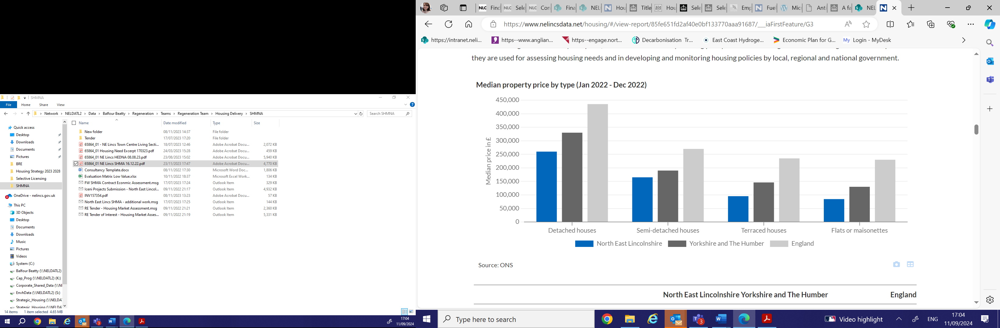 SHMNA
File Home Share View
Network > NELDATL2 > Data > Balfour Beatty > Regeneration > Teams > Regeneration Team > Housing Delivery > SHMNA
Search SHMNA
Name Date modified Type Size
Quick access
Desktop
Downloads
Documents
Pictures
BRE
Housing Strategy 2023 2028
Selective Licensing
SHMNA
OneDrive - nelincs.gov.uk
This PC
3D Objects
Desktop
Documents
Downloads
Music
Pictures
Videos
System (C:)
Balfour Beatty (\\NELDATL2)
Cap_Prog (\\NELDATL2) (K:)
Corporate_Shared_Data (\\NI
EnvhData (\\NELDATL2) (S:)
Strategic_Housing (\\NELDA
Strategic_Housing (\\NELDA
New folder 08/11/2023 14:37 File folder
Tender 17/07/2023 17:20 File folder
65864_01 - NE Lincs Town Centre Living Secti... 18/07/2023 12:46 Adobe Acrobat Docu... 2,072 KB
65864_01 Housing Need Excerpt 170323.pdf 24/03/2023 15:28 Adobe Acrobat Docu... 459 KB
65864_01 NE Lincs HEDNA 08.08.23.pdf 23/08/2023 15:02 Adobe Acrobat Docu... 5,940 KB
65864_01 NE Lincs SHMA 16.12.22.pdf 23/11/2023 17:47 Adobe Acrobat Docu... 4,770 KB
Consultancy Template.docx 08/11/2022 17:30 Microsoft Word Doc... 1,806 KB
Evaluation Matrix Low Value.xlsx 10/11/2022 18:37 Microsoft Excel Work... 134 KB
FW SHMA Contract Econmic Assessment.msg 17/07/2023 17:24 Outlook Item 329 KB
Iceni Projects Submission - North East Lincol... 09/11/2022 21:17 Outlook Item 4,932 KB
INV157354.pdf 08/11/2023 13:23 Adobe Acrobat Docu... 57 KB
North East Lincs SHMA - additional work.msg 17/07/2023 17:25 Outlook Item 144 KB
RE Tender - Housing Market Assessment.msg 09/11/2022 21:21 Outlook Item 2,360 KB
RE Tender of Interest - Housing Market Asses... 09/11/2022 21:19 Outlook Item 5,331 KB
14 items 1 item selected 4.65 MB
17:04
11/09/2024
NLC Find NLC Sele NLC Con Fina NEL Hou Title Hou Sele Sele Emp Fuel Mic Anti A fa NEL
https://www.nelincsdata.net/housing/#/view-report/85fe651fd2af40e0bf133770aaa91687/___iaFirstFeature/G3
https://intranet.neli... https--www.anglian... https--engage.nort... Decarbonisation Tr... East Coast Hydroge... Economic Plan for G... My Login - MyDesk
they are used for assessing housing needs and in developing and monitoring housing policies by local, regional and national government.
Median property price by type (Jan 2022 - Dec 2022)
Median price in £
450,000
400,000
350,000
300,000
250,000
200,000
150,000
100,000
50,000
0
Detached houses Semi-detached houses Terraced houses Flats or maisonettes
North East Lincolnshire Yorkshire and The Humber England
Source: ONS
North East Lincolnshire Yorkshire and The Humber England
Type here to search
3
Video highlight
ENG
17:04
11/09/2024